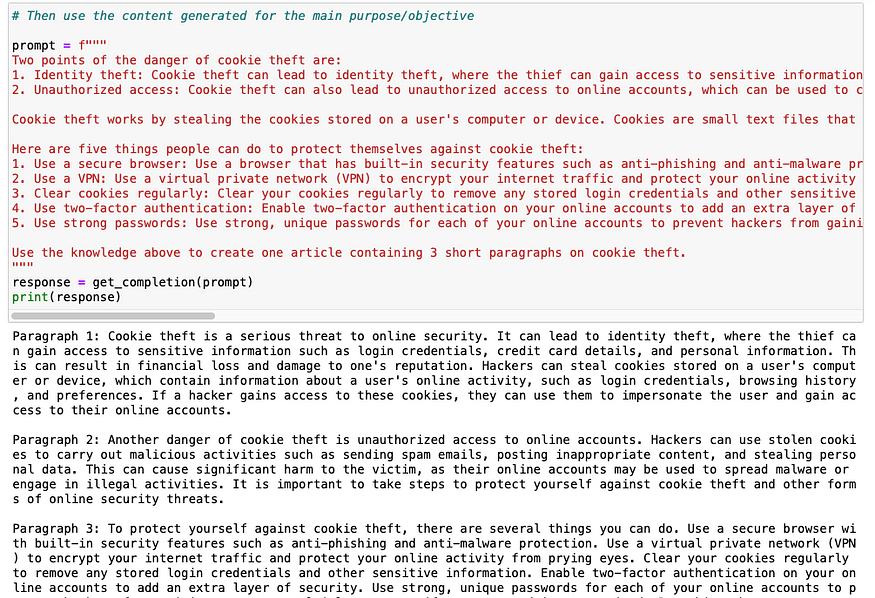 # Then use the content generated for the main purpose/objective
prompt = f"""
Two points of the danger of cookie theft are:
1. Identity theft: Cookie theft can lead to identity theft, where the thief can gain access to sensitive information
2. Unauthorized access: Cookie theft can also lead to unauthorized access to online accounts, which can be used to c
Cookie theft works by stealing the cookies stored on a user's computer or device. Cookies are small text files that
Here are five things people can do to protect themselves against cookie theft:
1. Use a secure browser: Use a browser that has built-in security features such as anti-phishing and anti-malware pr
2. Use a VPN: Use a virtual private network (VPN) to encrypt your internet traffic and protect your online activity
3. Clear cookies regularly: Clear your cookies regularly to remove any stored login credentials and other sensitive
4. Use two-factor authentication: Enable two-factor authentication on your online accounts to add an extra layer of
5. Use strong passwords: Use strong, unique passwords for each of your online accounts to prevent hackers from gaini
Use the knowledge above to create one article containing 3 short paragraphs on cookie theft.
"""
response = get_completion(prompt)
print(response)
Paragraph 1: Cookie theft is a serious threat to online security. It can lead to identity theft, where the thief ca
n gain access to sensitive information such as login credentials, credit card details, and personal information. Th
is can result in financial loss and damage to one's reputation. Hackers can steal cookies stored on a user's comput
er or device, which contain information about a user's online activity, such as login credentials, browsing history
, and preferences. If a hacker gains access to these cookies, they can use them to impersonate the user and gain ac
cess to their online accounts.
Paragraph 2: Another danger of cookie theft is unauthorized access to online accounts. Hackers can use stolen cooki
es to carry out malicious activities such as sending spam emails, posting inappropriate content, and stealing perso
nal data. This can cause significant harm to the victim, as their online accounts may be used to spread malware or
engage in illegal activities. It is important to take steps to protect yourself against cookie theft and other form
s of online security threats.
Paragraph 3: To protect yourself against cookie theft, there are several things you can do. Use a secure browser wi
th built-in security features such as anti-phishing and anti-malware protection. Use a virtual private network (VPN
) to encrypt your internet traffic and protect your online activity from prying eyes. Clear your cookies regularly
to remove any stored login credentials and other sensitive information. Enable two-factor authentication on your on
line accounts to add an extra layer of security. Use strong, unique passwords for each of your online accounts to p